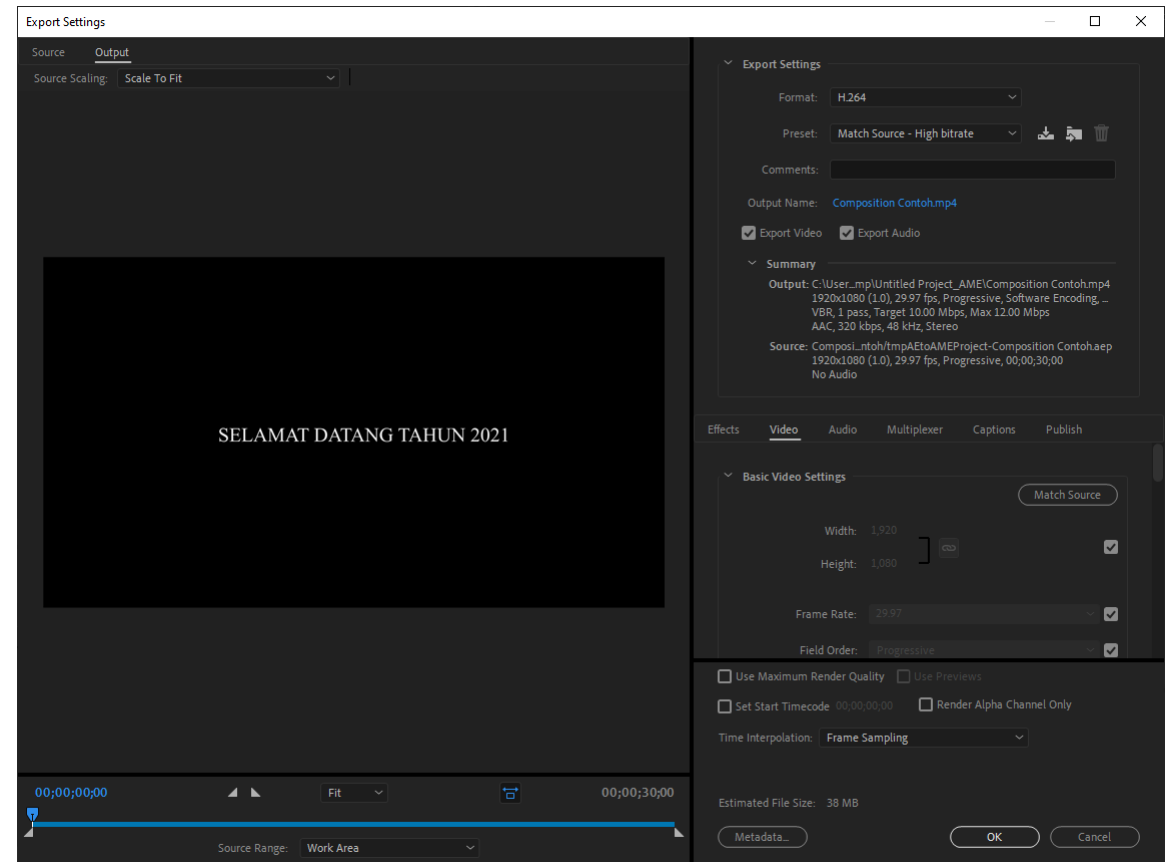 Export Settings
Source Output
Source Scaling: Scale To Fit
SELAMAT DATANG TAHUN 2021
00;00;00;00 Fit 00;00;30;00
Source Range: Work Area
Export Settings
Format: H.264
Preset: Match Source - High bitrate
Comments:
Output Name: Composition Contoh.mp4
Export Video Export Audio
Summary
Output: C:\User...mp\Untitled Project_AME\Composition Contoh.mp4
1920x1080 (1.0), 29.97 fps, Progressive, Software Encoding, ...
VBR, 1 pass, Target 10.00 Mbps, Max 12.00 Mbps
AAC, 320 kbps, 48 kHz, Stereo
Source: Composi...ntoh/tmpAEtoAMEProject-Composition Contoh.aep
1920x1080 (1.0), 29.97 fps, Progressive, 00;00;30;00
No Audio
Effects Video Audio Multiplexer Captions Publish
Basic Video Settings
Match Source
Width: 1,920
Height: 1,080
Frame Rate: 29.97
Field Order: Progressive
Use Maximum Render Quality Use Previews
Set Start Timecode 00;00;00;00 Render Alpha Channel Only
Time Interpolation: Frame Sampling
Estimated File Size: 38 MB
Metadata... OK Cancel